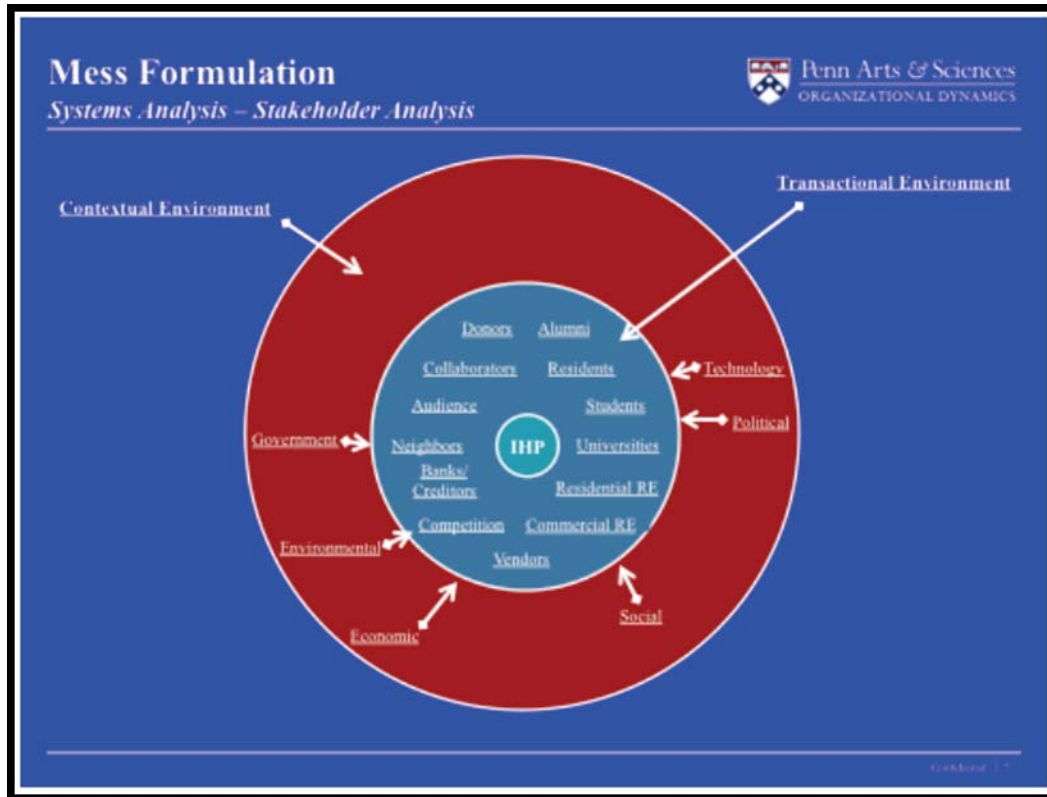 Mess Formulation
Systems Analysis – Stakeholder Analysis
Penn Arts & Sciences
ORGANIZATIONAL DYNAMICS
Contextual Environment
Transactional Environment
Donors Alumni
Collaborators Residents
Technology
Audience Students
Political
Government
Neighbors IHP Universities
Banks/
Creditors
Residential RE
Competition Commercial RE
Environmental
Vendors
Social
Economic
Confidential